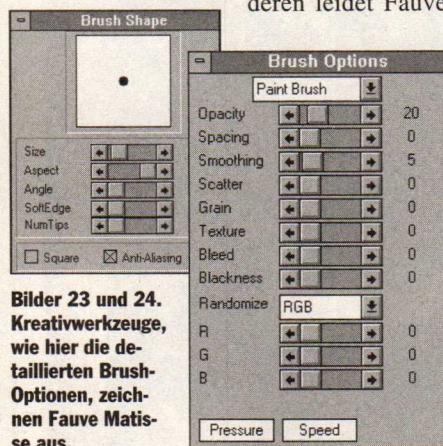 deren leidet Fauve
Brush Shape
Size
Aspect
Angle
SoftEdge
NumTips
Square Anti-Aliasing
Bilder 23 und 24.
Kreativwerkzeuge,
wie hier die de-
taillierten Brush-
Optionen, zeich-
nen Fauve Matis-
se aus.
Brush Options
Paint Brush
Opacity 20
Spacing 0
Smoothing 5
Scatter 0
Grain 0
Texture 0
Bleed 0
Blackness 0
Randomize RGB
R 0
G 0
B 0
Pressure Speed